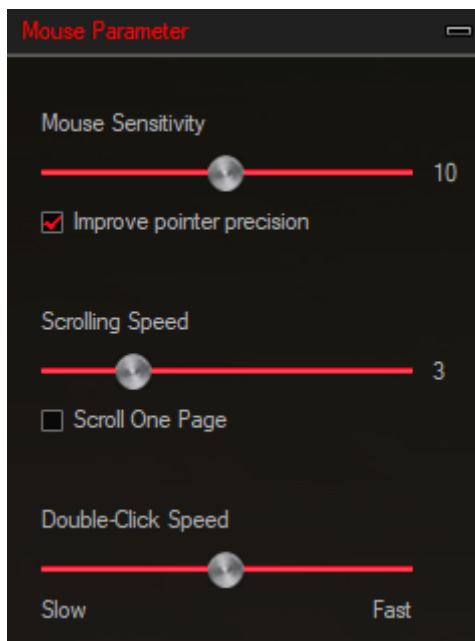 Mouse Parameter
Mouse Sensitivity
10
Improve pointer precision
Scrolling Speed
3
Scroll One Page
Double-Click Speed
Slow Fast